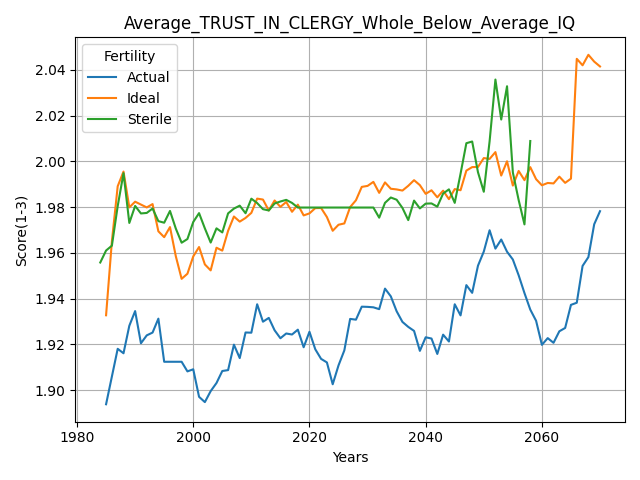 Average_TRUST_IN_CLERGY_Whole_Below_Average_IQ
Fertility
Actual
Ideal
Sterile
Score(1-3)
2.04
2.02
2.00
1.98
1.96
1.94
1.92
1.90
1980
2000
2020
2040
2060
Years